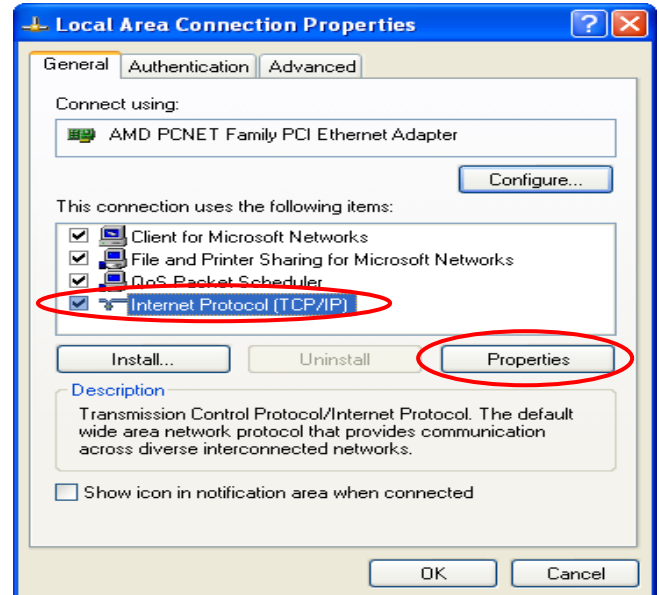 Local Area Connection Properties
General Authentication Advanced
Connect using:
AMD PCNET Family PCI Ethernet Adapter
Configure...
This connection uses the following items:
Client for Microsoft Networks
File and Printer Sharing for Microsoft Networks
QoS Packet Scheduler
Internet Protocol (TCP/IP)
Install... Uninstall Properties
Description
Transmission Control Protocol/Internet Protocol. The default
wide area network protocol that provides communication
across diverse interconnected networks.
Show icon in notification area when connected
OK Cancel